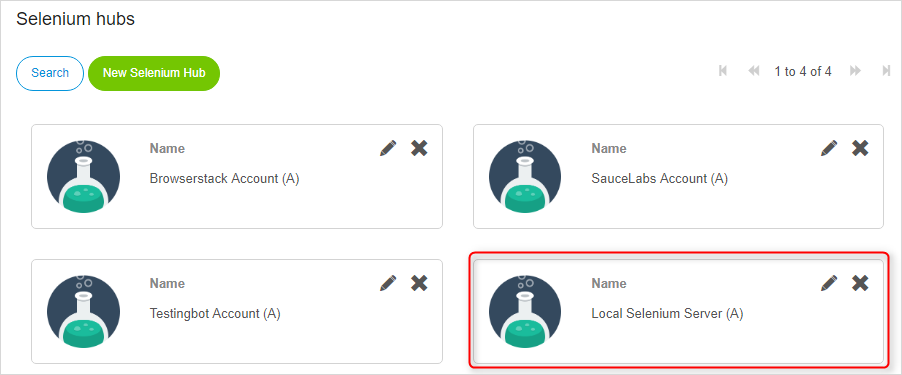 Selenium hubs
Search
New Selenium Hub
1 to 4 of 4
Name
Browserstack Account (A)
Name
SauceLabs Account (A)
Name
Testingbot Account (A)
Name
Local Selenium Server (A)